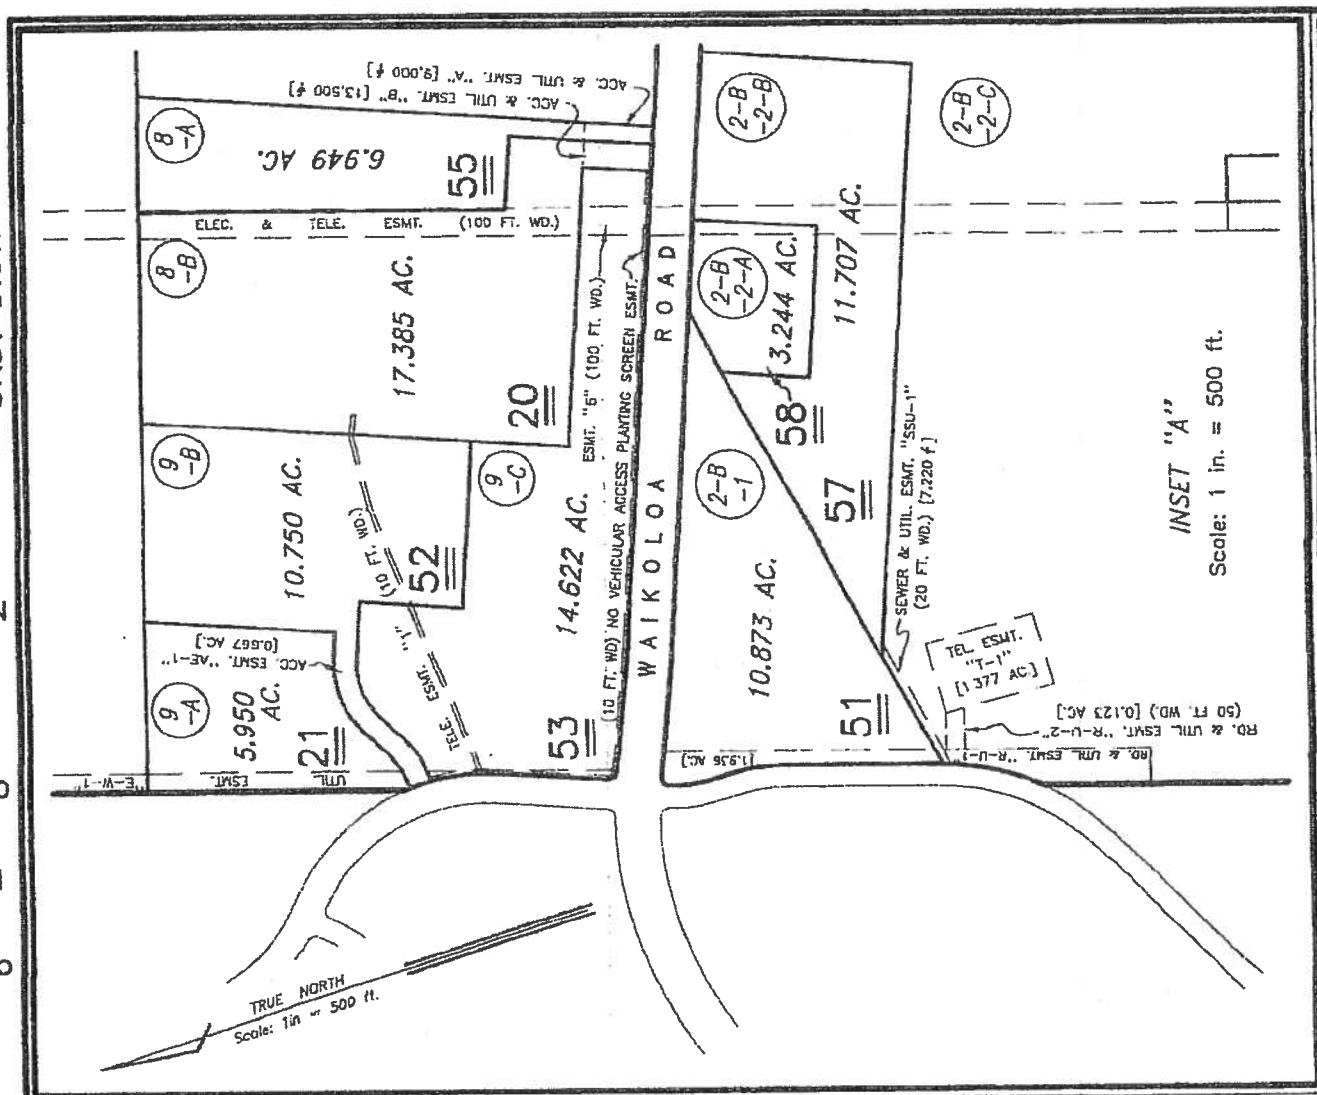 ACC. & UTIL ESMT. "A" [9,000 ⨍]
ACC. & UTIL ESMT. "B" [13,500 ⨍]
8
-A
6.949 AC.
55
2-B
-2-B
2-B
-2-C
ELEC. & TELE. ESMT. (100 FT. WD.)
8
-B
17.385 AC.
20
ESMT. "6" (100 FT. WD.)
(10 FT. WD) NO VEHICULAR ACCESS PLANTING SCREEN ESMT.
WAIKOLOA ROAD
2-B
-2-A
3.244 AC.
58
11.707 AC.
57
9
-B
10.750 AC.
52
(10 FT. WD.)
TELE. ESMT. "1"
9
-C
14.622 AC.
53
2-B
-1
10.873 AC.
51
SEWER & UTIL ESMT. "SSU-1"
(20 FT. WD.) [7,220 ⨍]
TEL. ESMT.
"T-1"
[1.377 AC.]
RD. & UTIL ESMT. "R-U-2"
(50 FT. WD.) [0.123 AC.]
RD. & UTIL ESMT. "R-U-1"
[1.936 AC.]
ACC. ESMT. "AE-1"
[0.667 AC.]
9
-A
5.950
AC.
21
UTIL ESMT. "E-W-1"
INSET "A"
Scale: 1 in. = 500 ft.
TRUE NORTH
Scale: 1in = 500 ft.